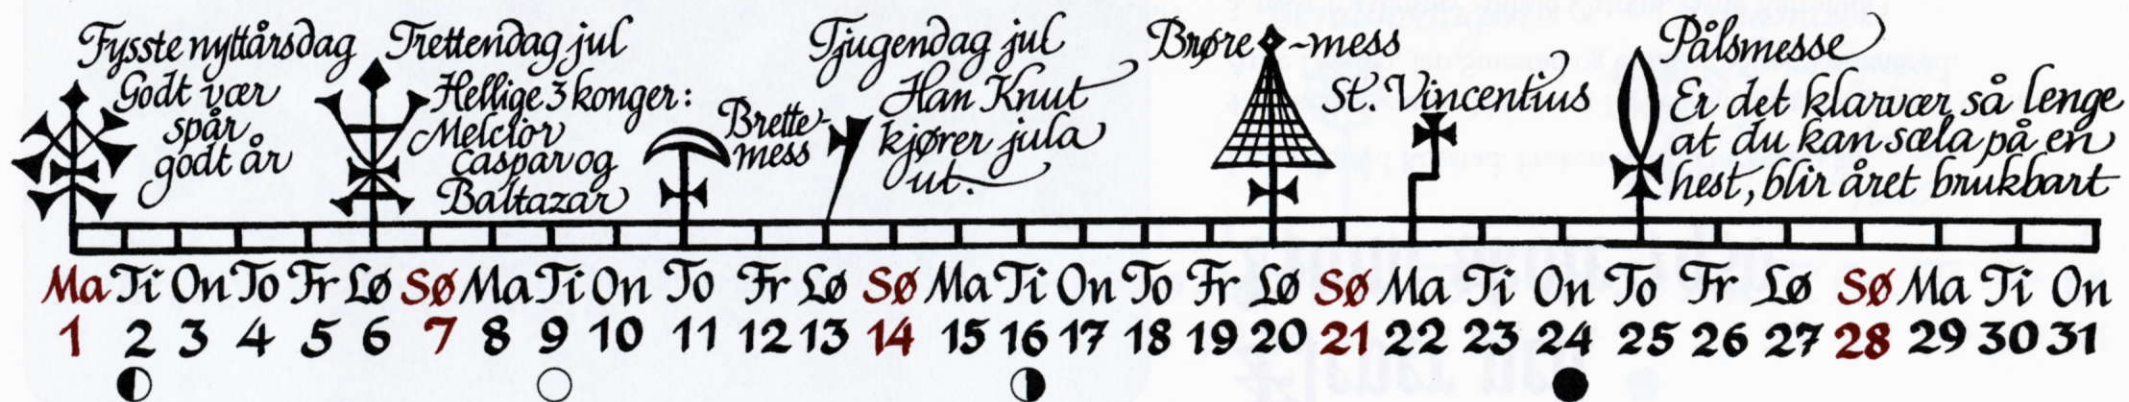 Fysste nyttårsdag
Godt vær
spår
godt år
Trettendag jul
Hellige 3 konger:
Melchior
Caspar og
Baltazar
Brette-
mess
Tjugendag jul
Han Knut
kjører jula
ut.
Brøre-mess
St. Vincentius
Pålsmesse
Er det klarvær så lenge
at du kan sæla på en
hest, blir året brukbart
Ma Ti On To Fr Lø Sø Ma Ti On To Fr Lø Sø Ma Ti On To Fr Lø Sø Ma Ti On To Fr Lø Sø Ma Ti On
1 2 3 4 5 6 7 8 9 10 11 12 13 14 15 16 17 18 19 20 21 22 23 24 25 26 27 28 29 30 31